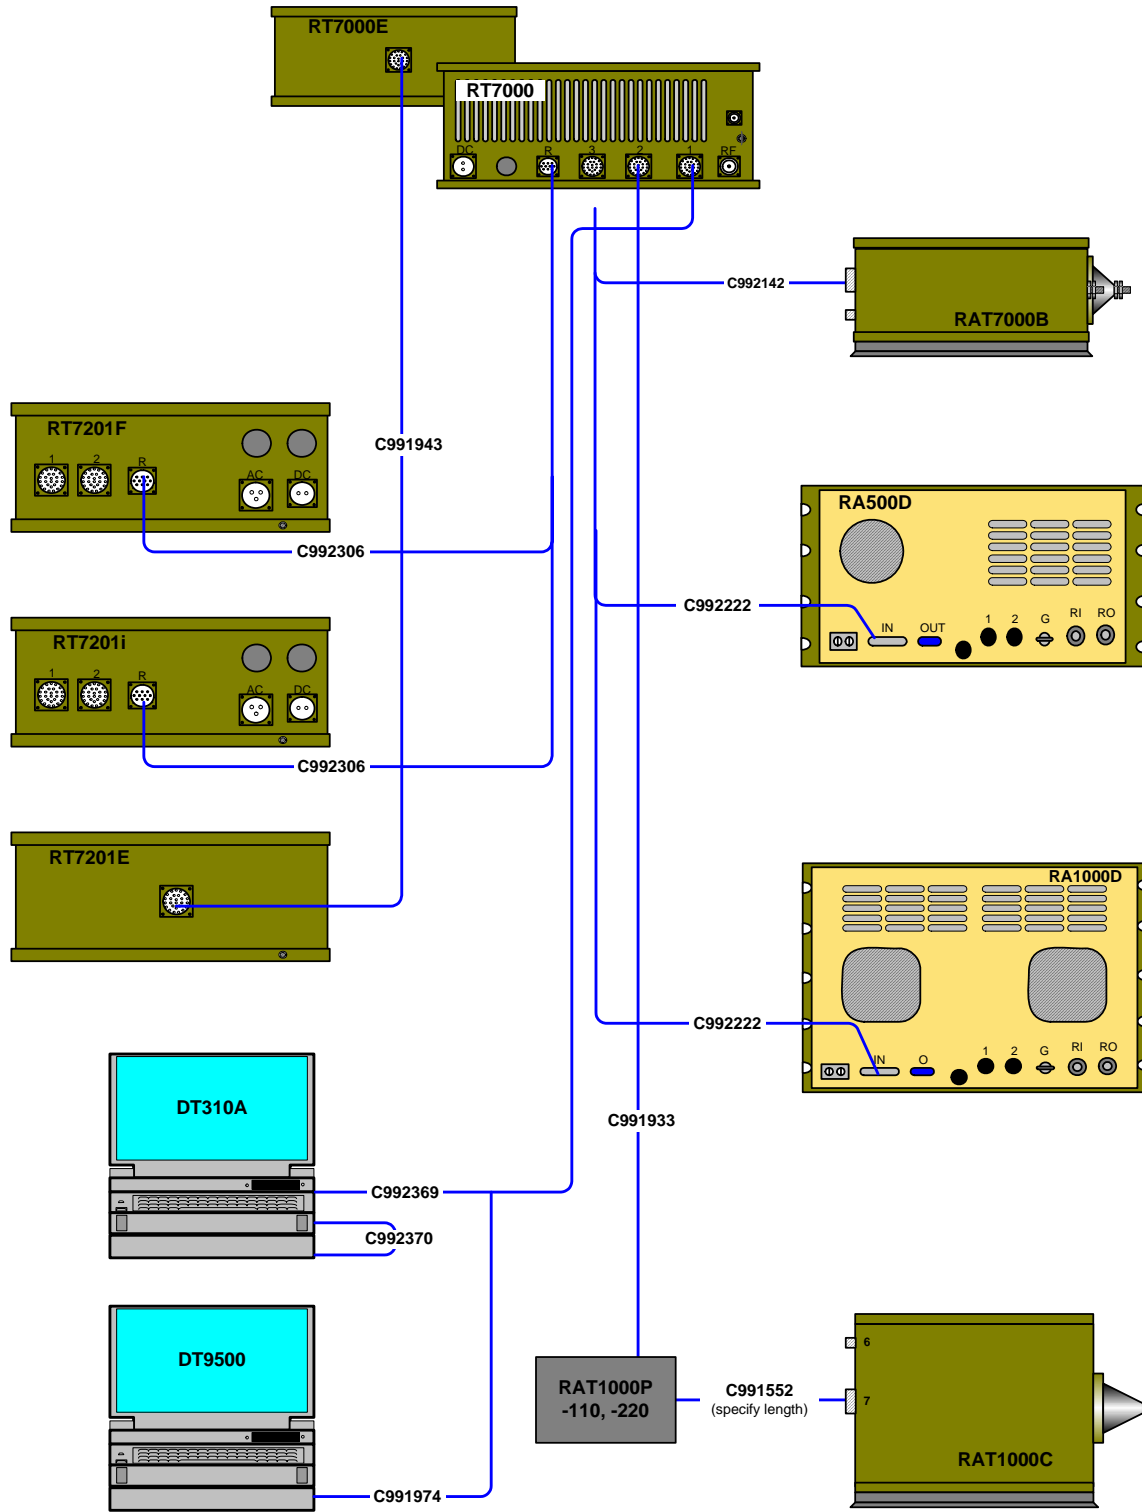 RT7000E
RT7000
DC R 3 2 1 RF
C992142
RAT7000B
RT7201F
1 2 R AC DC
C991943
C992306
RA500D
IN OUT 1 2 G RI RO
C992222
RT7201i
1 2 R AC DC
C992306
RT7201E
RA1000D
C992222
IN O 1 2 G RI RO
DT310A
C991933
C992369
C992370
DT9500
RAT1000P
-110, -220
C991552
(specify length)
6
7
RAT1000C
C991974